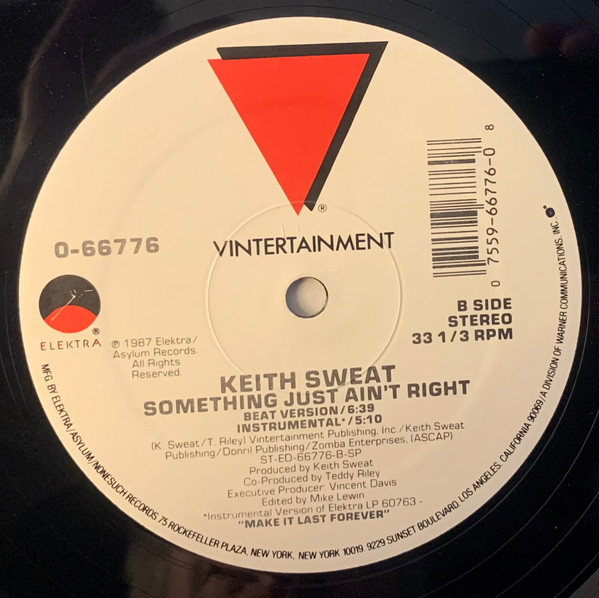 ®
VINTERTAINMENT
0-66776
0 7559-66776-0 8
B SIDE
STEREO
33 1/3 RPM
ELEKTRA®
℗ 1987 Elektra/
Asylum Records.
All Rights
Reserved.
KEITH SWEAT
SOMETHING JUST AIN'T RIGHT
BEAT VERSION/6:39
INSTRUMENTAL*/5:10
(K. Sweat/T. Riley) Vintertainment Publishing, Inc./Keith Sweat
Publishing/Donril Publishing/Zomba Enterprises, (ASCAP)
ST-ED-66776-B-SP
Produced by Keith Sweat
Co-Produced by Teddy Riley
Executive Producer: Vincent Davis
Edited by Mike Lewin
*Instrumental Version of Elektra LP 60763 -
"MAKE IT LAST FOREVER"
MFG. BY ELEKTRA/ASYLUM/NONESUCH RECORDS 75 ROCKEFELLER PLAZA, NEW YORK, NEW YORK 10019 9229 SUNSET BOULEVARD, LOS ANGELES, CALIFORNIA 90069/A DIVISION OF WARNER COMMUNICATIONS, INC.